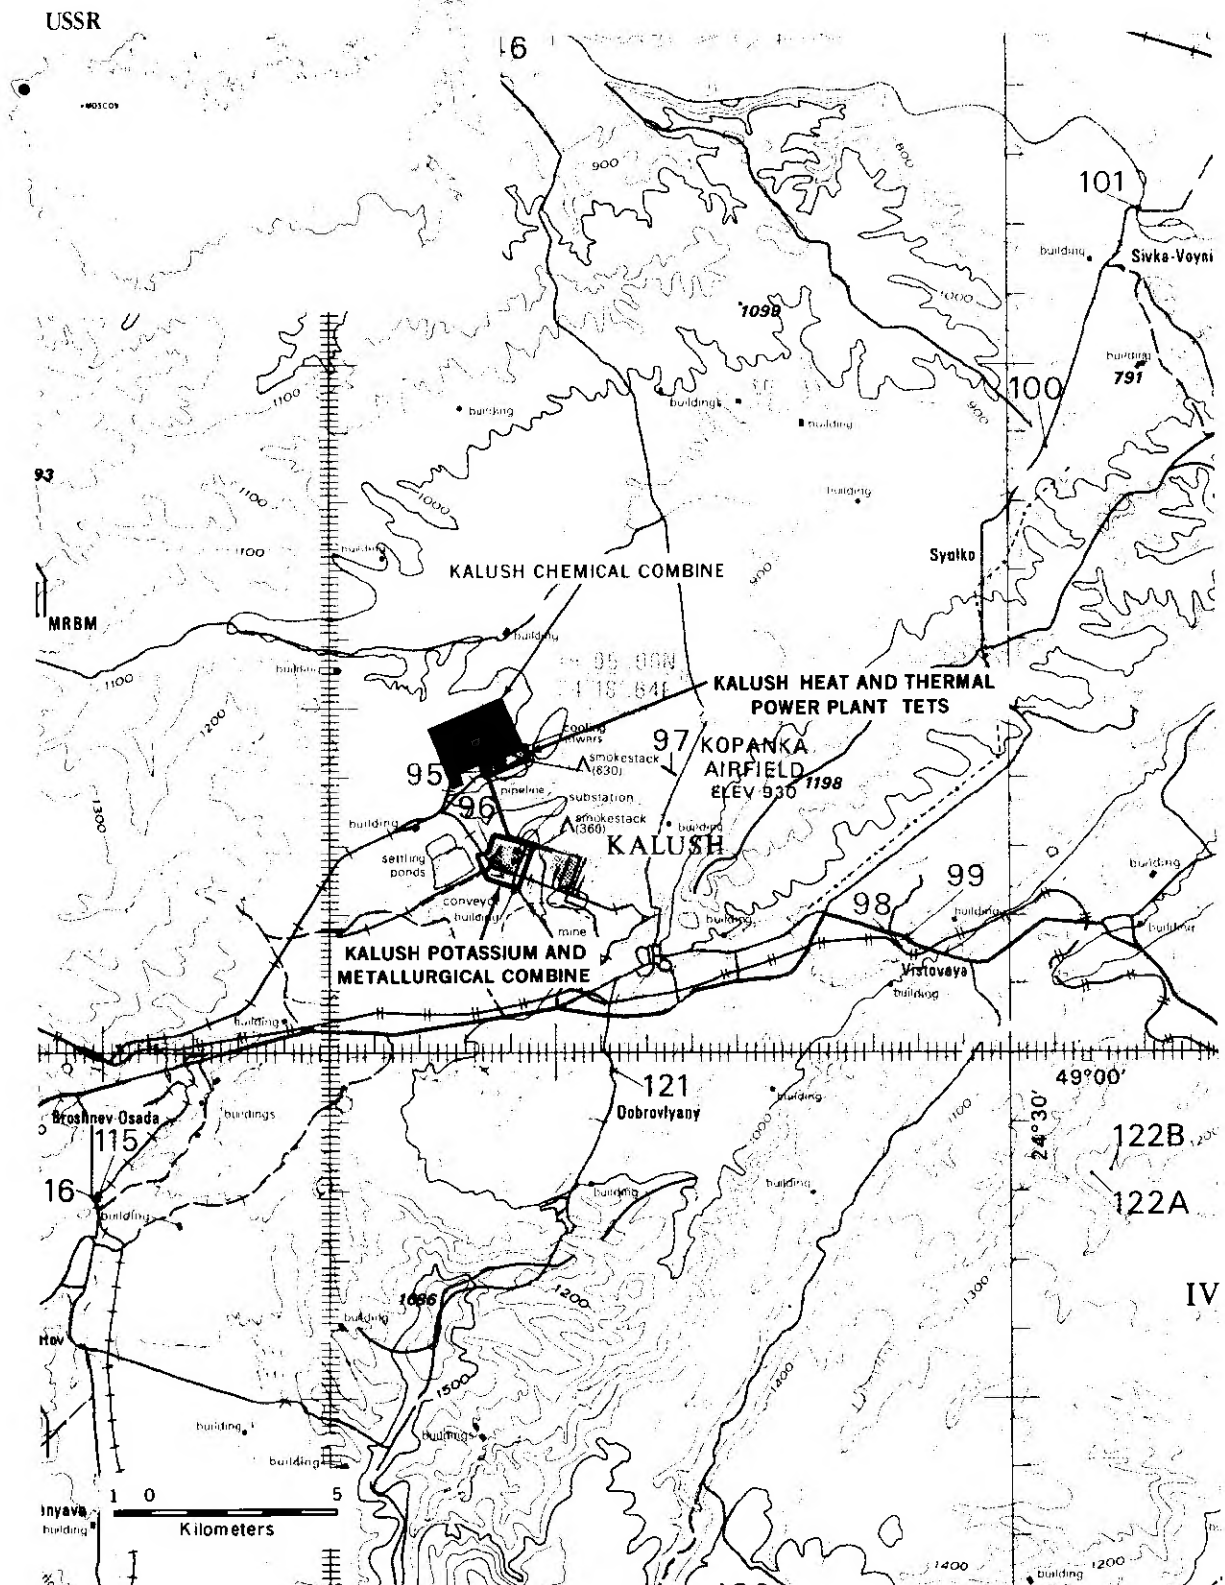 USSR
MOSCOW
900
800
101
building
Sivka-Voyni
1000
1099
building
791
1100
building
buildings
building
100
900
93
1100
1000
building
1100
building
Syolko
KALUSH CHEMICAL COMBINE
900
MRBM
building
building
1100
KALUSH HEAT AND THERMAL
POWER PLANT TETS
1200
cooling
towers
97
KOPANKA
AIRFIELD
ELEV 930
1198
smokestack
(630)
95
96
pipeline
substation
1300
building
smokestack
(360)
building
KALUSH
settling
ponds
building
99
98
conveyor
building
building
building
mine
building
KALUSH POTASSIUM AND
METALLURGICAL COMBINE
Vistovaya
building
building
49°00'
121
Dobrovlyany
building
1100
24°30'
Broshnev-Osada
buildings
115
1000
122B
1200
16
building
building
building
122A
1300
IV
1686
1200
building
1400
1500
building
buildings
building
1 0 5
Kilometers
building
1400
building
1200